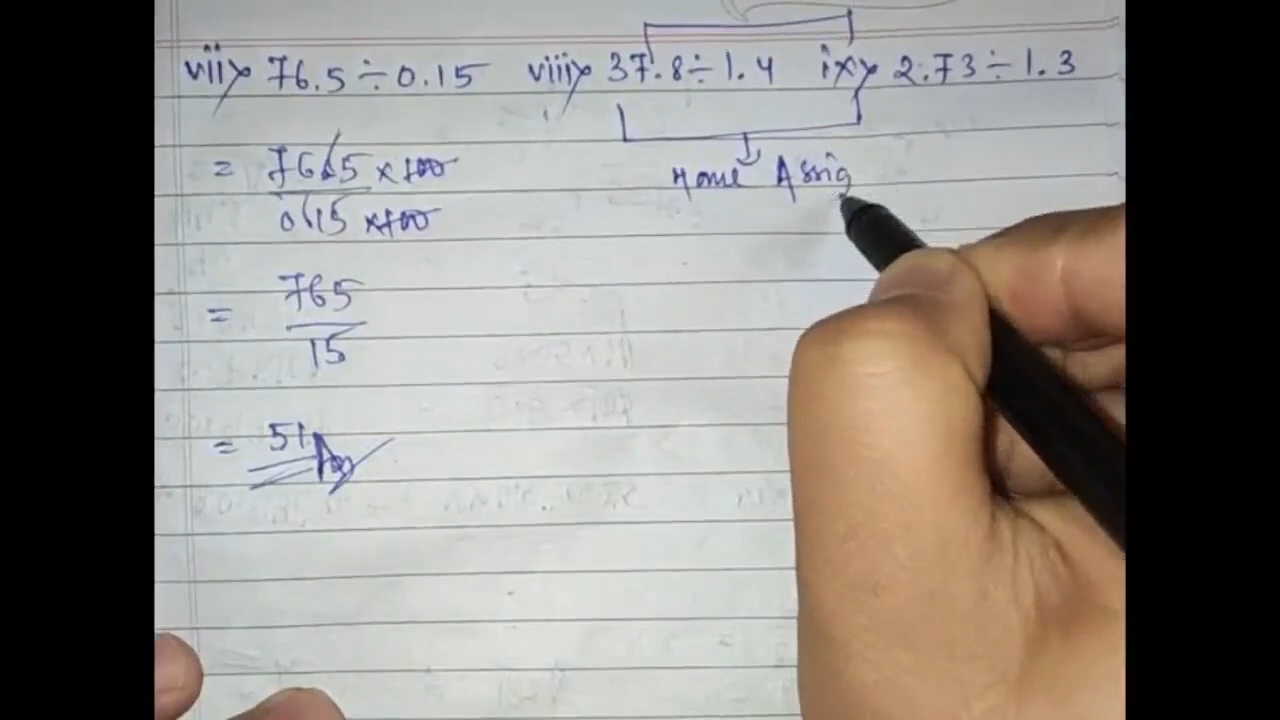 vii> 76.5 ÷ 0.15 viii> 37.8 ÷ 1.4 ix> 2.73 ÷ 1.3
= 76.5 × 100
0.15 × 100
Home Assig
= 765
15
= 51